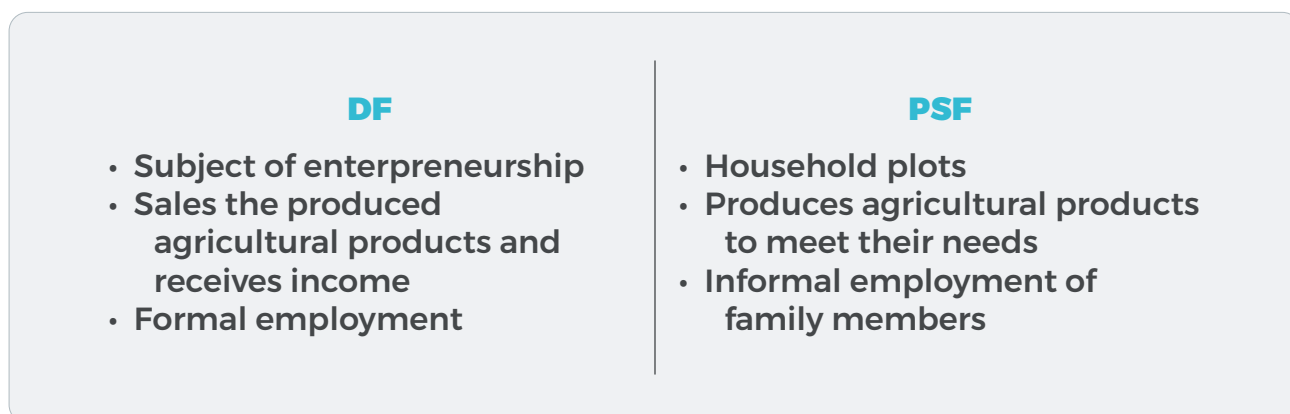 DF
• Subject of enterpreneurship
• Sales the produced
agricultural products and
receives income
• Formal employment
PSF
• Household plots
• Produces agricultural products
to meet their needs
• Informal employment of
family members